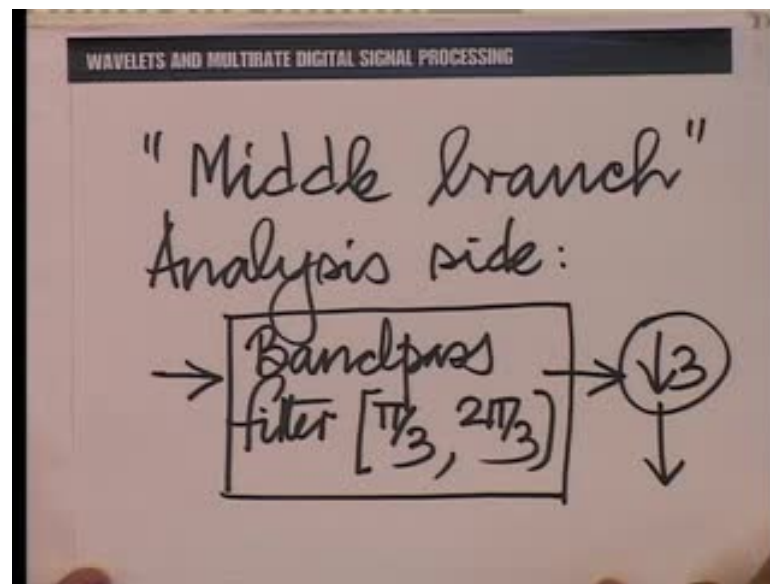 WAVELETS AND MULTIRATE DIGITAL SIGNAL PROCESSING
"Middle branch"
Analysis side:
Bandpass
filter [π/3, 2π/3)
↓3